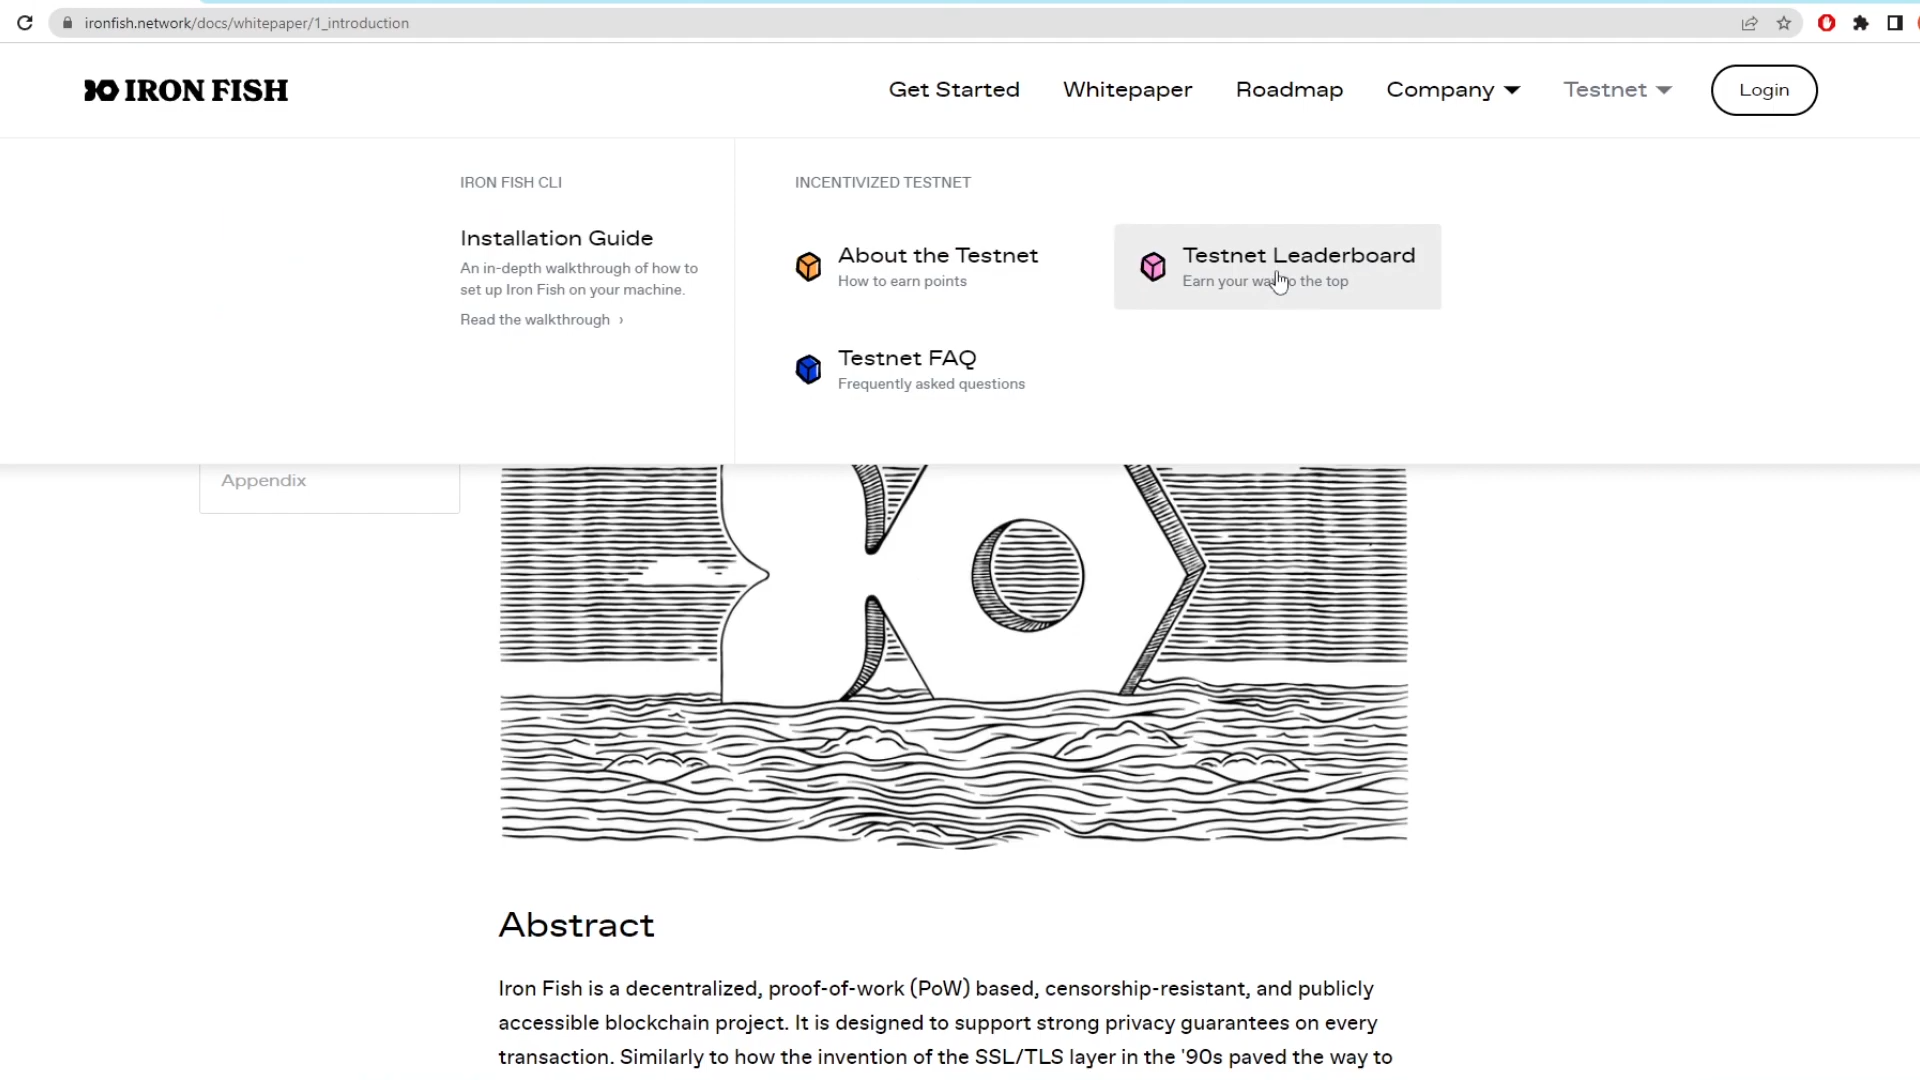 ironfish.network/docs/whitepaper/1_introduction
IRON FISH
Get Started
Whitepaper
Roadmap
Company
Testnet
Login
IRON FISH CLI
Installation Guide
An in-depth walkthrough of how to
set up Iron Fish on your machine.
Read the walkthrough ›
INCENTIVIZED TESTNET
About the Testnet
How to earn points
Testnet Leaderboard
Earn your way to the top
Testnet FAQ
Frequently asked questions
Appendix
Abstract
Iron Fish is a decentralized, proof-of-work (PoW) based, censorship-resistant, and publicly
accessible blockchain project. It is designed to support strong privacy guarantees on every
transaction. Similarly to how the invention of the SSL/TLS layer in the '90s paved the way to